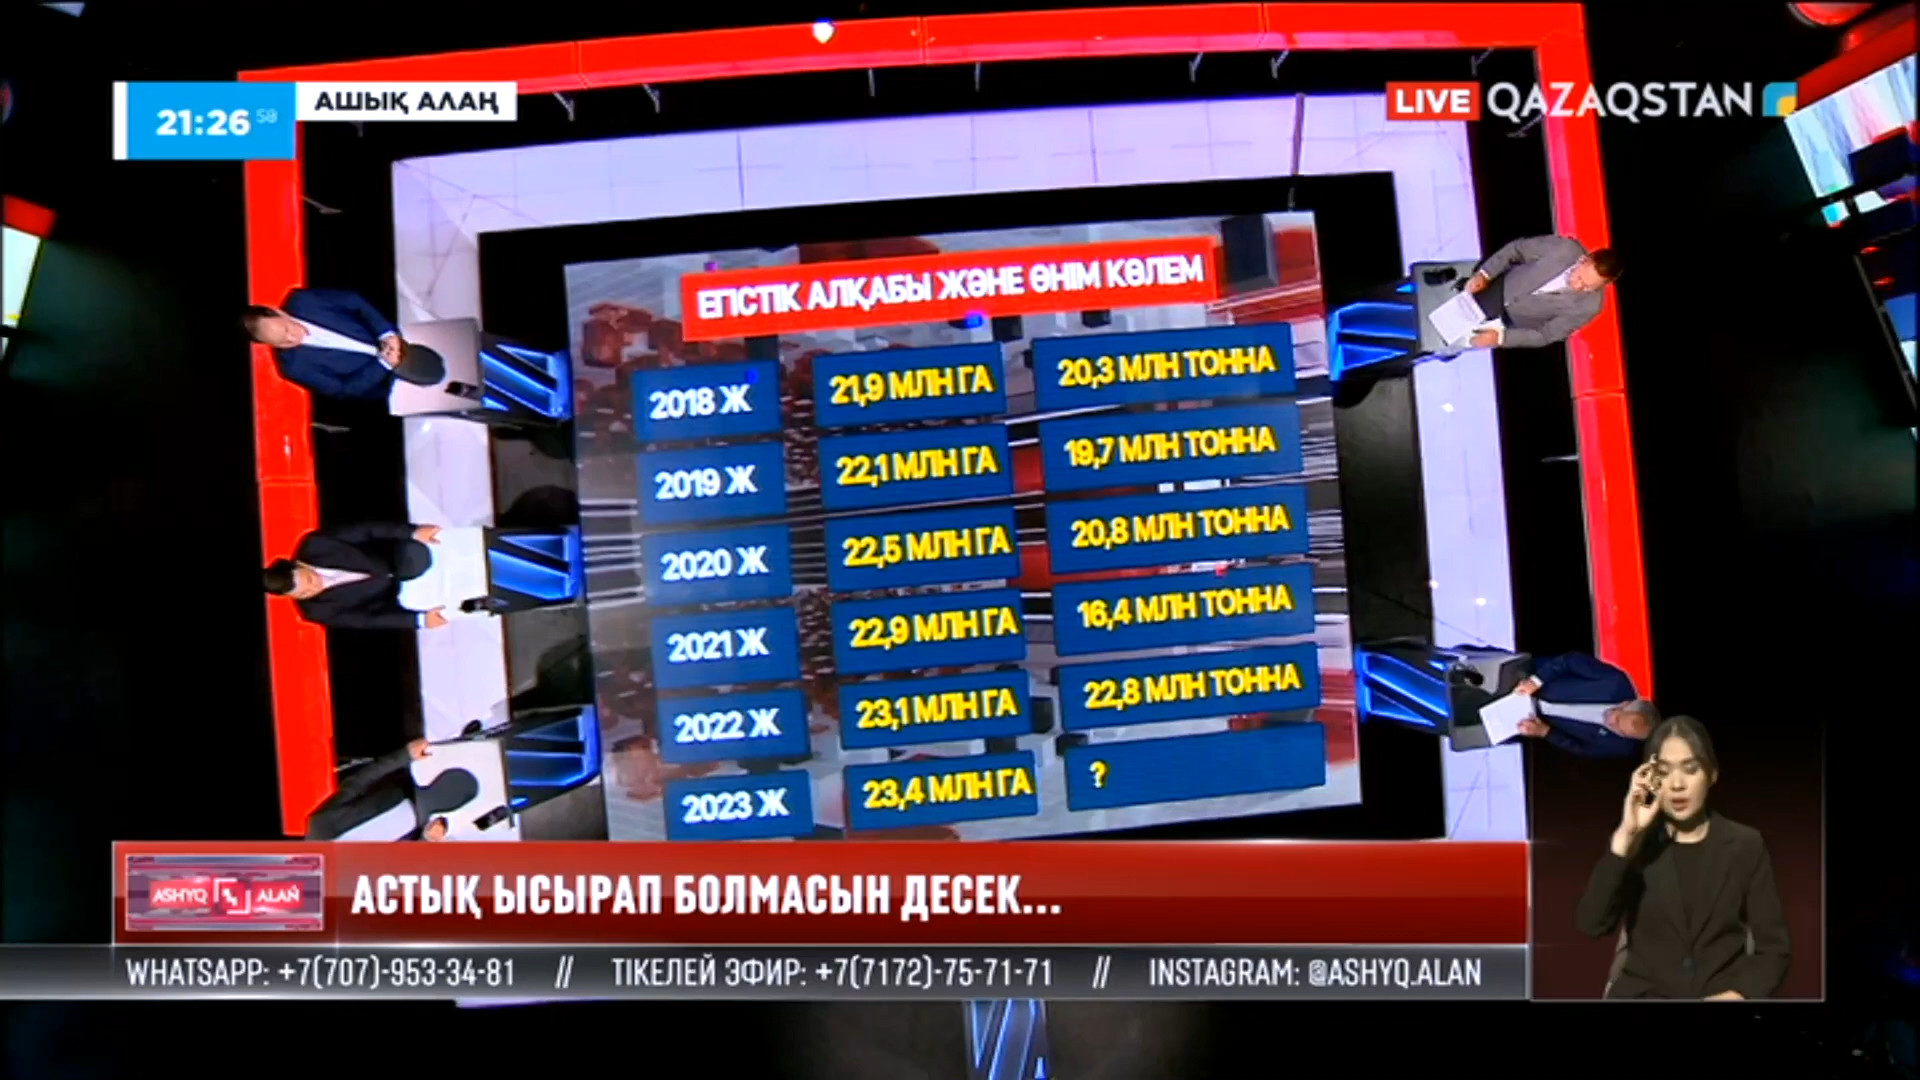 21:26 58
АШЫҚ АЛАҢ
LIVE QAZAQSTAN
ЕГІСТІК АЛҚАБЫ ЖӘНЕ ӨНІМ КӨЛЕМ
2018 Ж 21,9 МЛН ГА 20,3 МЛН ТОННА
2019 Ж 22,1 МЛН ГА 19,7 МЛН ТОННА
2020 Ж 22,5 МЛН ГА 20,8 МЛН ТОННА
2021 Ж 22,9 МЛН ГА 16,4 МЛН ТОННА
2022 Ж 23,1 МЛН ГА 22,8 МЛН ТОННА
2023 Ж 23,4 МЛН ГА ?
ASHYQ ALAŃ
АСТЫҚ ЫСЫРАП БОЛМАСЫН ДЕСЕК...
WHATSAPP: +7(707)-953-34-81 // ТІКЕЛЕЙ ЭФИР: +7(7172)-75-71-71 // INSTAGRAM: @ASHYQ.ALAN